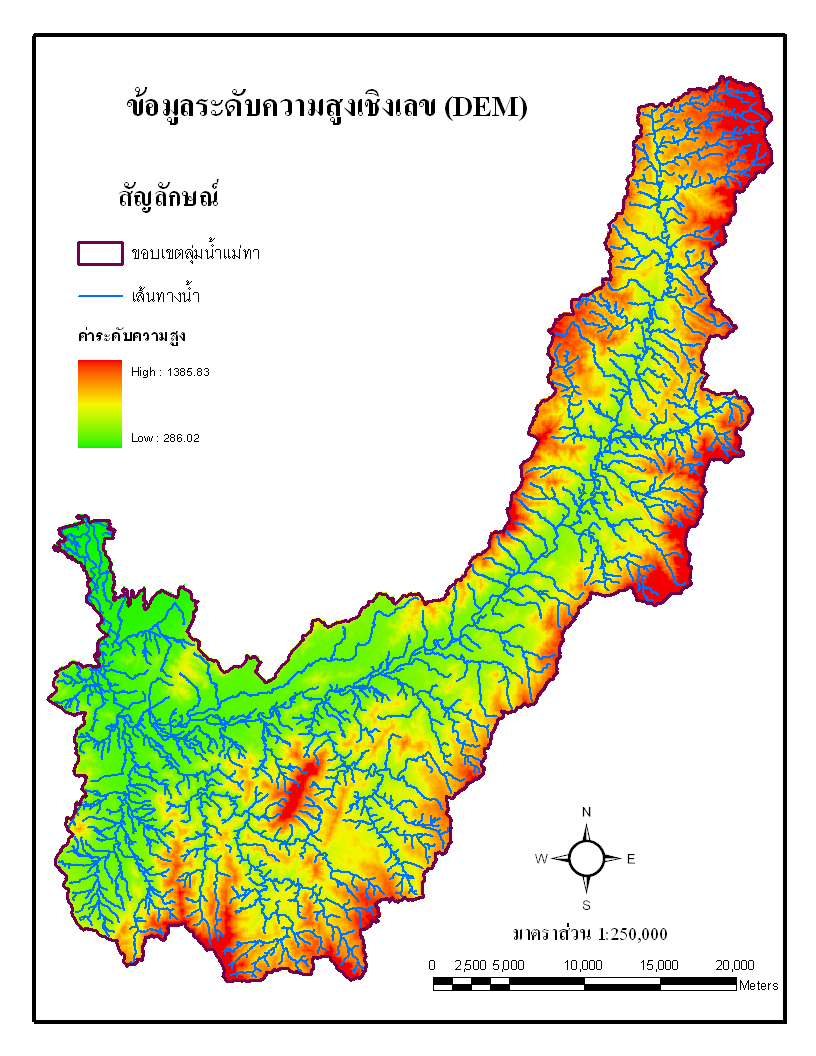 ข้อมูลระดับความสูงเชิงเลข (DEM)
สัญลักษณ์
ขอบเขตลุ่มน้ำแม่ทา
เส้นทางน้ำ
ค่าระดับความสูง
High : 1385.83
Low : 286.02
N
W E
S
มาตราส่วน 1:250,000
0 2,500 5,000 10,000 15,000 20,000
Meters